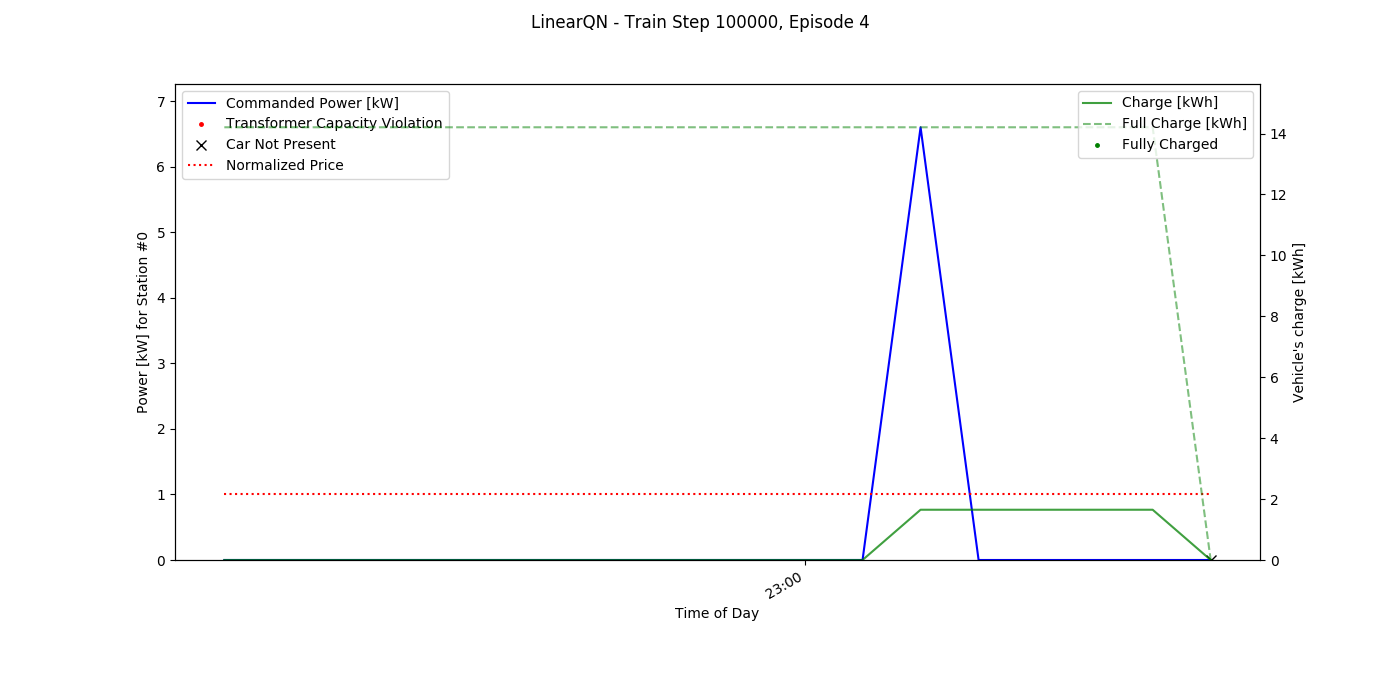 LinearQN - Train Step 100000, Episode 4
Commanded Power [kW]
Transformer Capacity Violation
Car Not Present
Normalized Price
Charge [kWh]
Full Charge [kWh]
Fully Charged
7
6
5
4
3
2
1
0
Power [kW] for Station #0
14
12
10
8
6
4
2
0
Vehicle's charge [kWh]
23:00
Time of Day